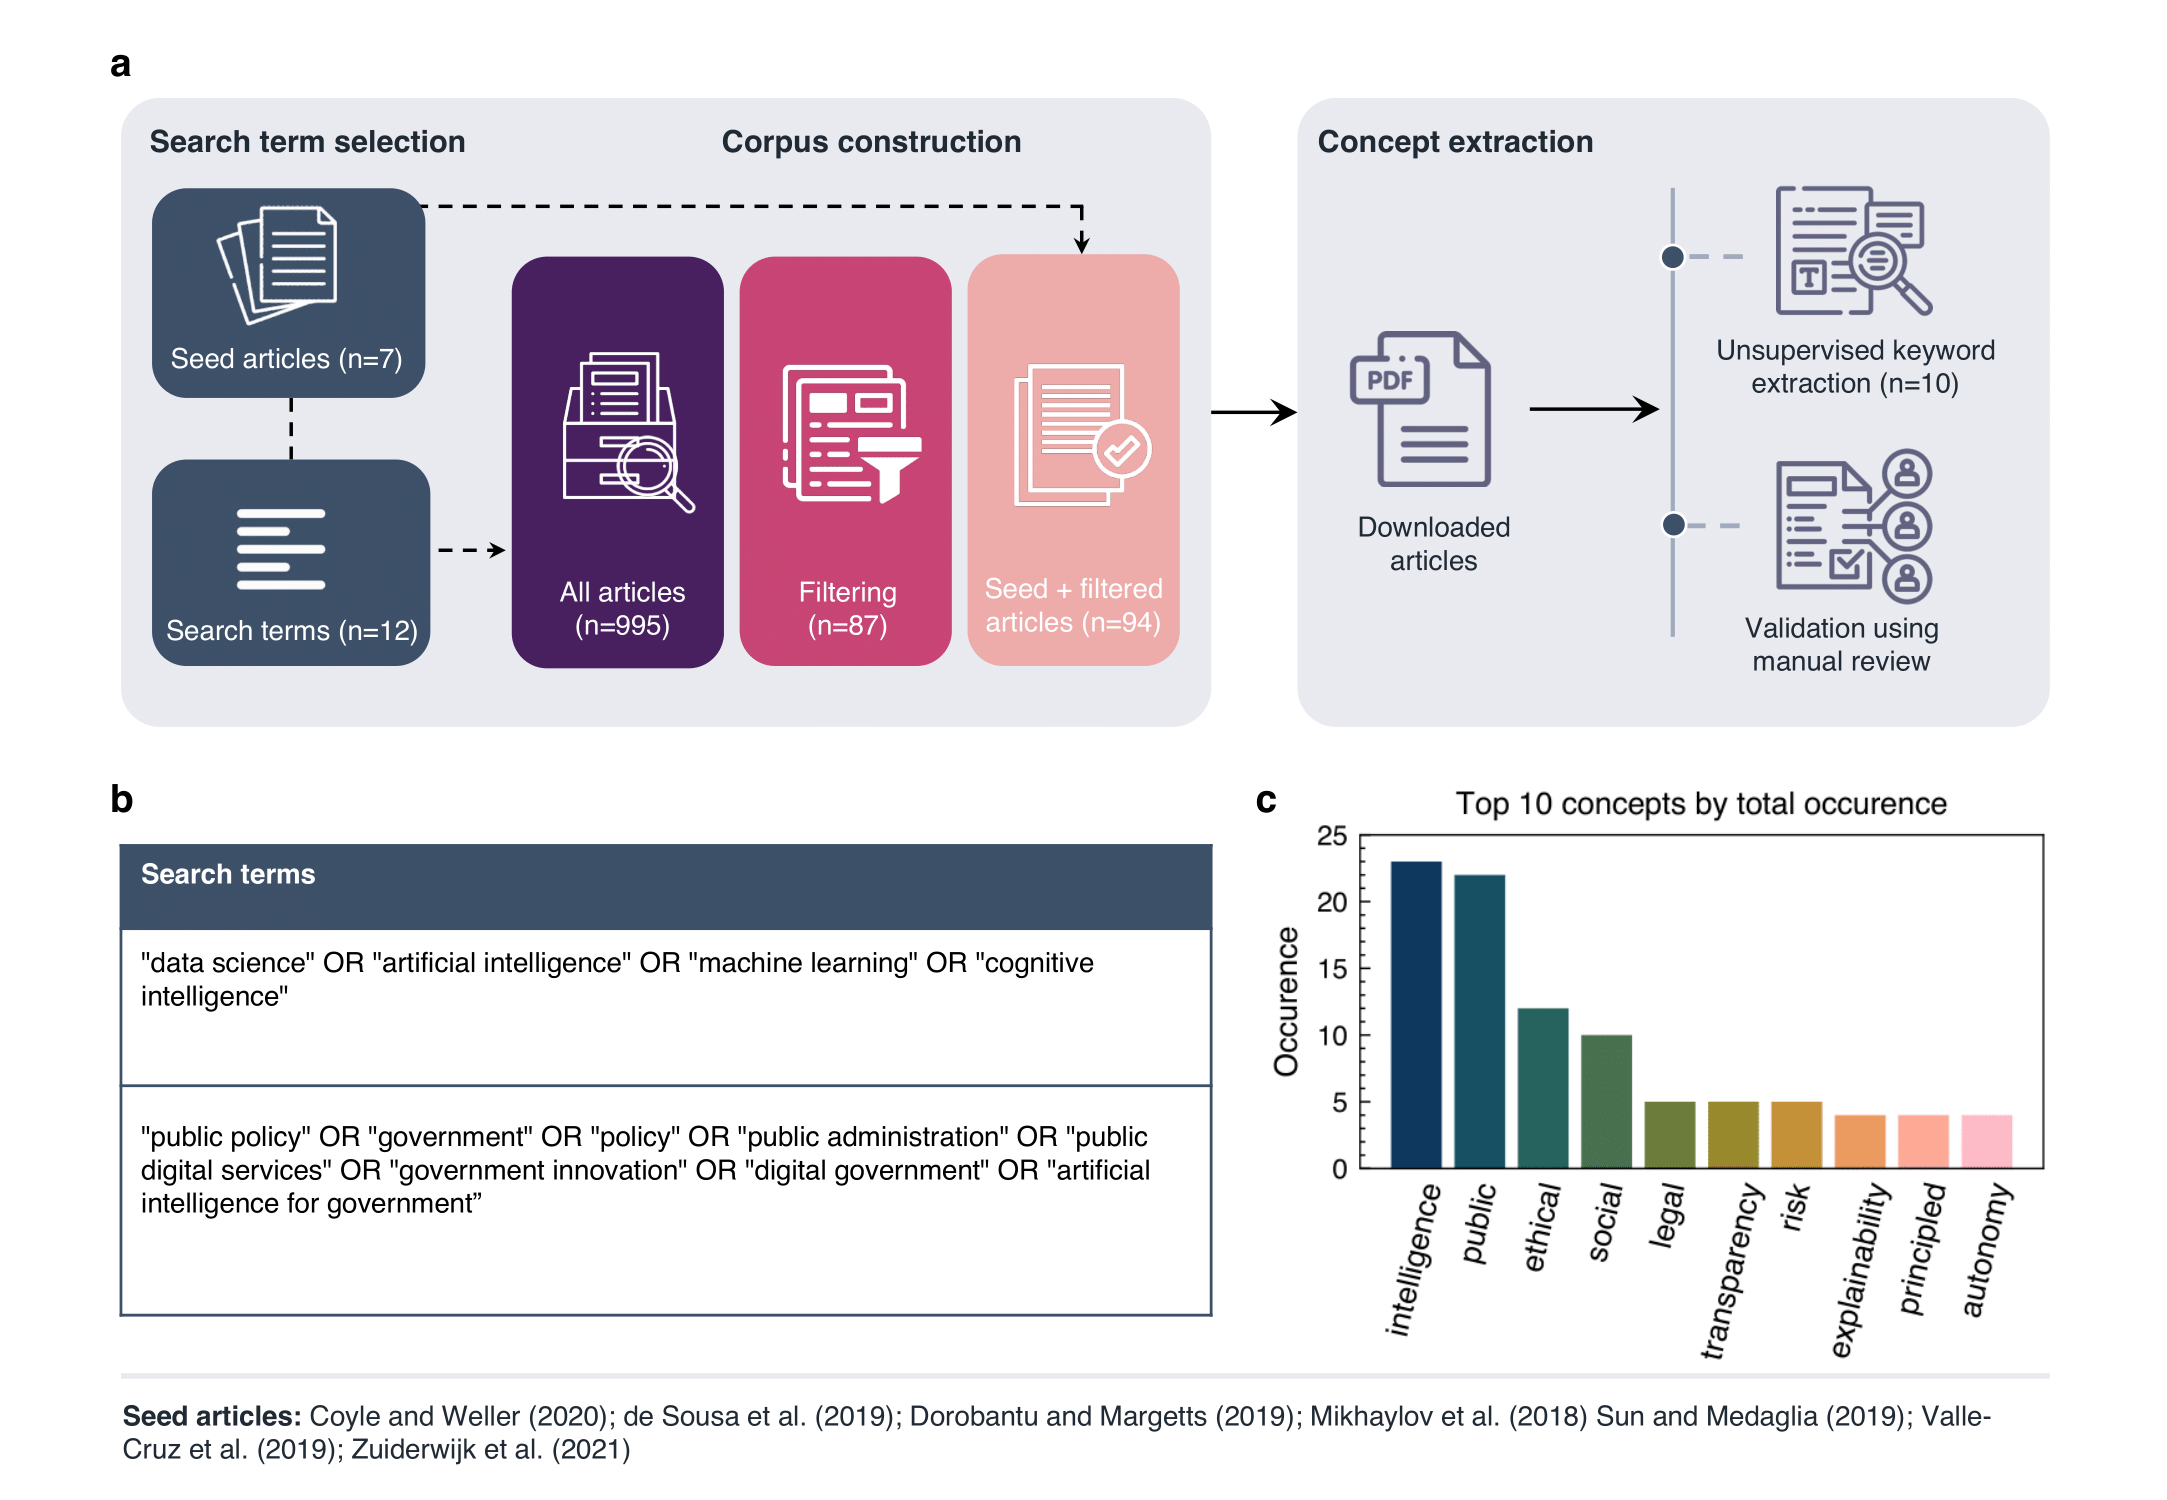 a
Search term selection
Corpus construction
Concept extraction
Seed articles (n=7)
Search terms (n=12)
All articles
(n=995)
Filtering
(n=87)
Seed + filtered
articles (n=94)
PDF
Downloaded
articles
T
Unsupervised keyword
extraction (n=10)
Validation using
manual review
b
Search terms
"data science" OR "artificial intelligence" OR "machine learning" OR "cognitive
intelligence"
"public policy" OR "government" OR "policy" OR "public administration" OR "public
digital services" OR "government innovation" OR "digital government" OR "artificial
intelligence for government”
c
Top 10 concepts by total occurence
Occurence
25
20
15
10
5
0
intelligence
public
ethical
social
legal
transparency
risk
explainability
principled
autonomy
Seed articles: Coyle and Weller (2020); de Sousa et al. (2019); Dorobantu and Margetts (2019); Mikhaylov et al. (2018) Sun and Medaglia (2019); Valle-
Cruz et al. (2019); Zuiderwijk et al. (2021)